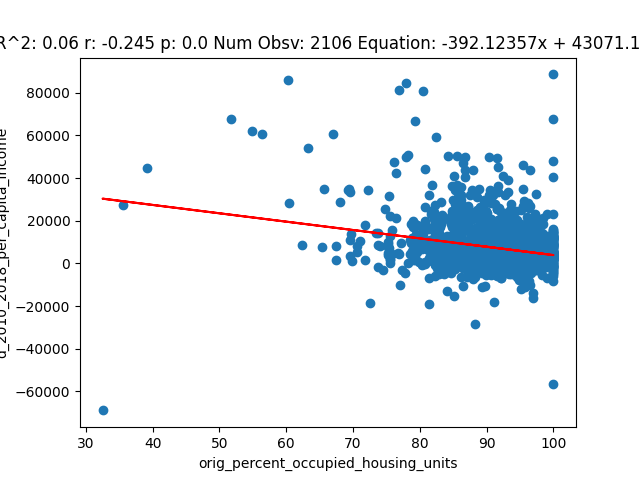 R^2: 0.06 r: -0.245 p: 0.0 Num Obsv: 2106 Equation: -392.12357x + 43071.1
80000
60000
40000
20000
0
−20000
−40000
−60000
d_2010_2018_per_capita_income
30 40 50 60 70 80 90 100
orig_percent_occupied_housing_units